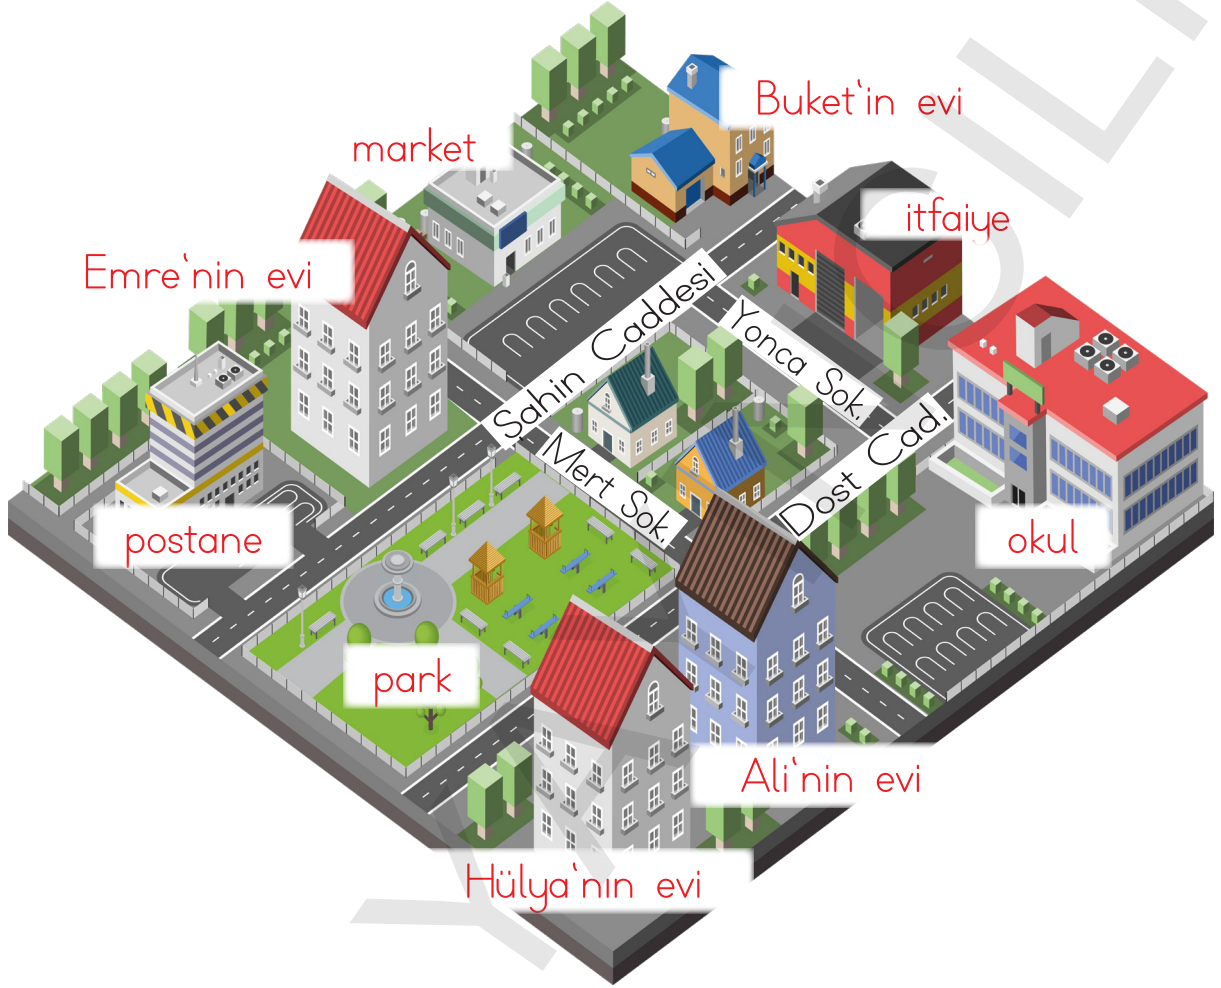 Buket'in evi
market
itfaiye
Emre'nin evi
Şahin Caddesi
Yonca Sok.
Dost Cad.
Mert Sok.
postane
okul
park
Ali'nin evi
Hülya'nın evi